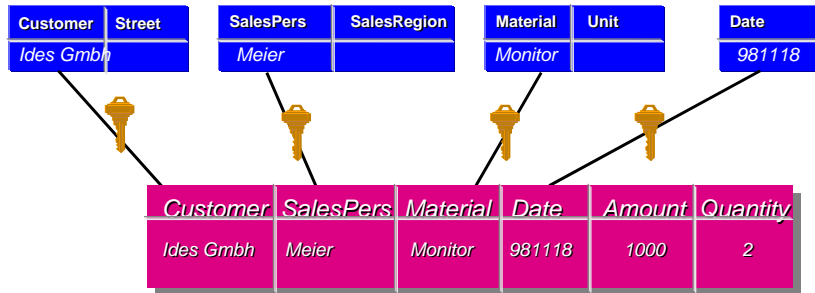 Customer Street SalesPers SalesRegion Material Unit Date
Ides Gmbh Meier Monitor 981118
Customer SalesPers Material Date Amount Quantity
Ides Gmbh Meier Monitor 981118 1000 2